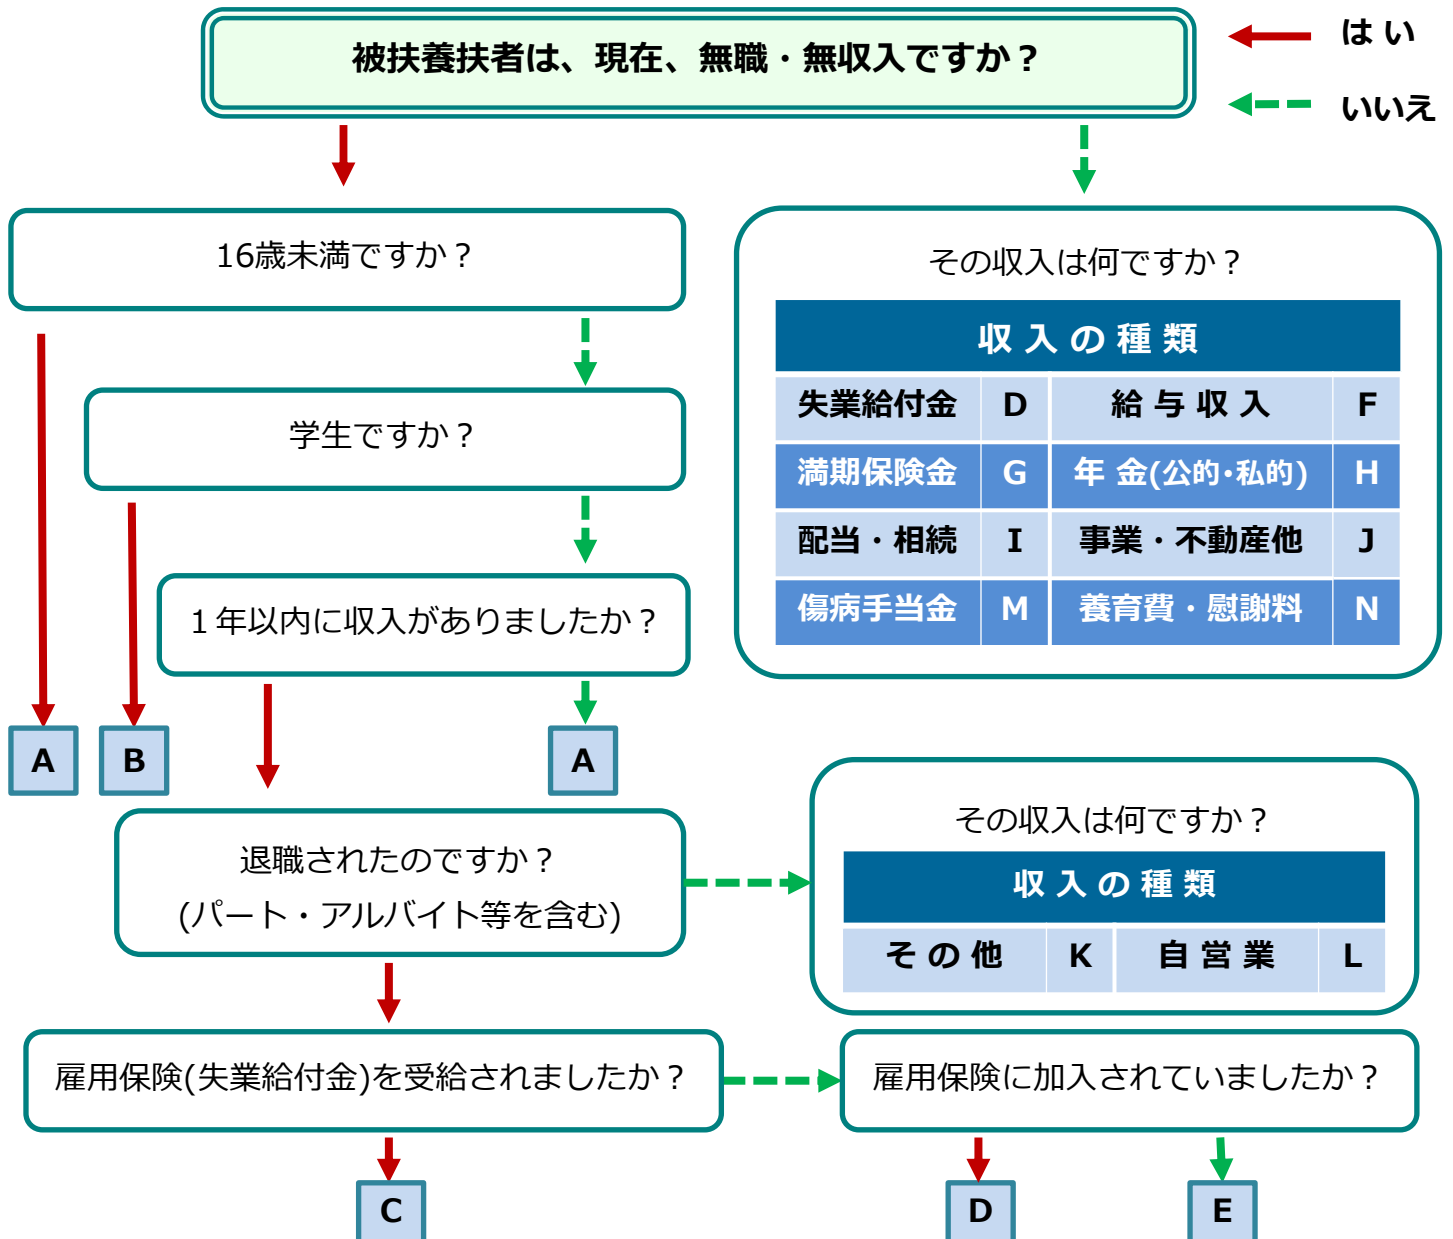 被扶養扶者は、現在、無職・無収入ですか？
は い
いいえ
16歳未満ですか？
学生ですか？
１年以内に収入がありましたか？
A
B
A
その収入は何ですか？
収 入 の 種 類
失業給付金 D 給 与 収 入 F
満期保険金 G 年 金(公的･私的) H
配当・相続 I 事業・不動産他 J
傷病手当金 M 養育費・慰謝料 N
退職されたのですか？
(パート・アルバイト等を含む)
その収入は何ですか？
収 入 の 種 類
そ の 他 K 自 営 業 L
雇用保険(失業給付金)を受給されましたか？
雇用保険に加入されていましたか？
C
D
E